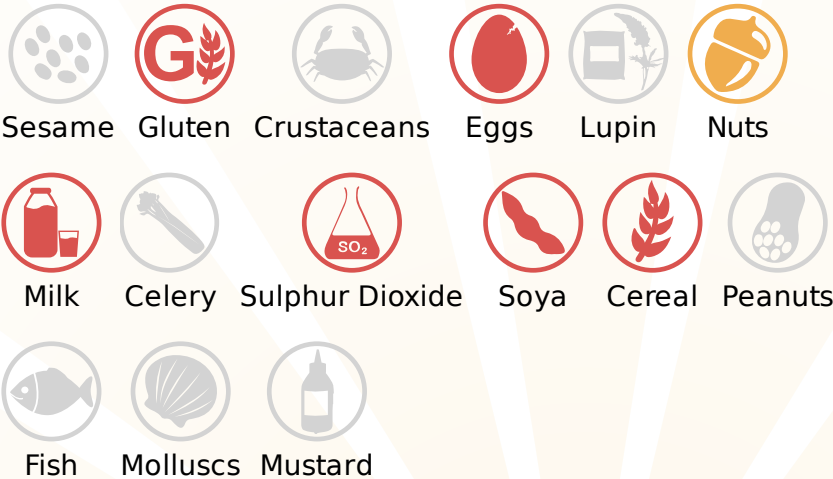 G
Sesame Gluten Crustaceans Eggs Lupin Nuts
SO₂
Milk Celery Sulphur Dioxide Soya Cereal Peanuts
Fish Molluscs Mustard